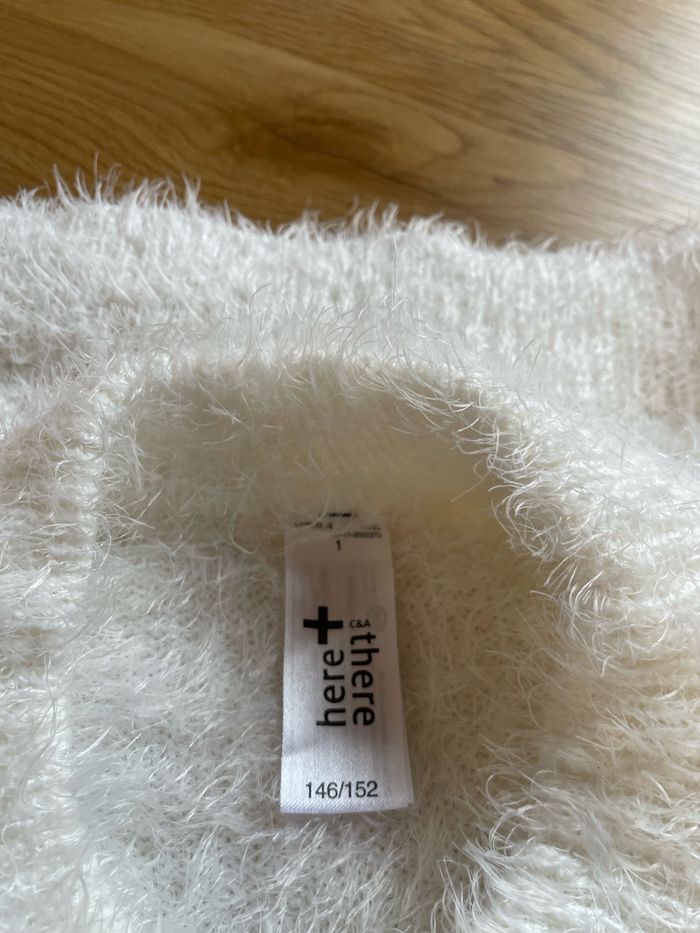 1
here+
C&A there
146/152